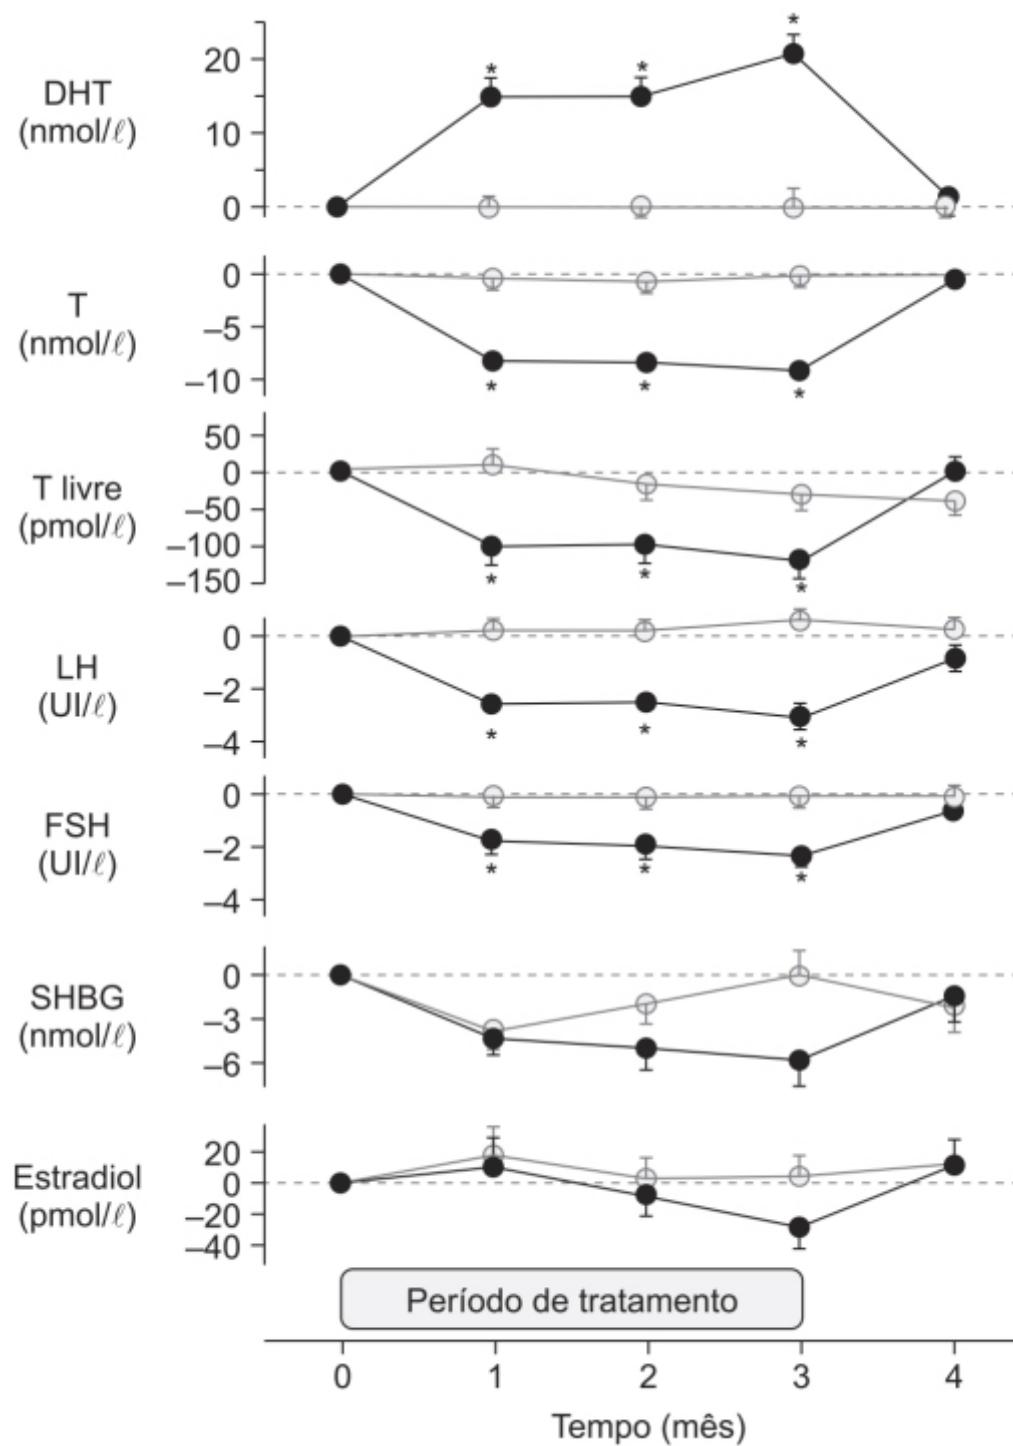 DHT
(nmol/ℓ)
20
10
0
* * *
T
(nmol/ℓ)
0
–5
–10
* * *
T livre
(pmol/ℓ)
50
0
–50
–100
–150
* * *
LH
(UI/ℓ)
0
–2
–4
* * *
FSH
(UI/ℓ)
0
–2
–4
* * *
SHBG
(nmol/ℓ)
0
–3
–6
Estradiol
(pmol/ℓ)
20
0
–20
–40
Período de tratamento
0 1 2 3 4
Tempo (mês)